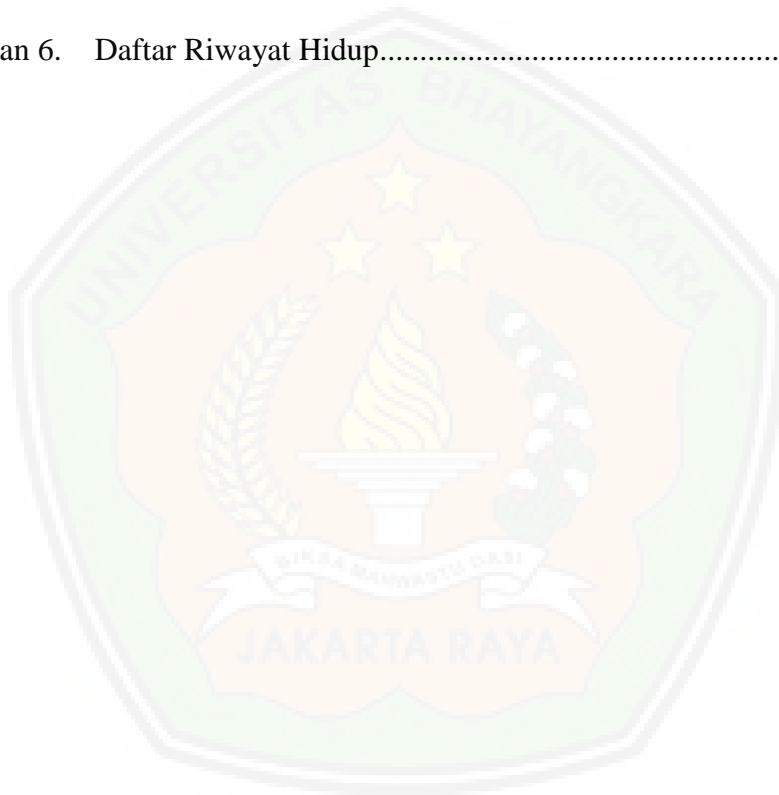 an 6. Daftar Riwayat Hidup.................................................
UNIVERSITAS BHAYANGKARA
JAKARTA RAYA